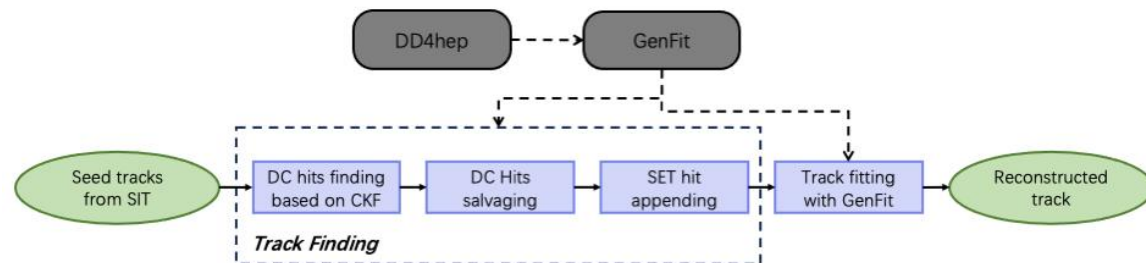 DD4hep
GenFit
Seed tracks
from SIT
DC hits finding
based on CKF
DC Hits
salvaging
SET hit
appending
Track fitting
with GenFit
Reconstructed
track
Track Finding